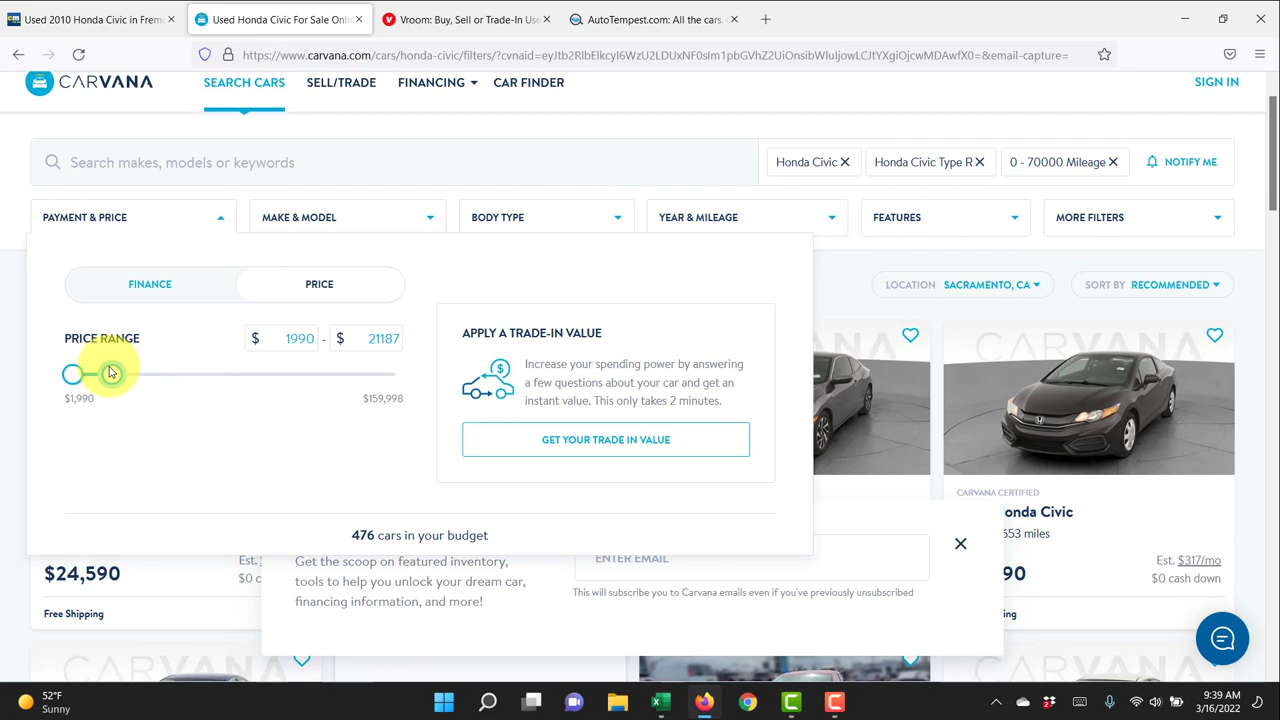 Used 2010 Honda Civic in Frem
Used Honda Civic For Sale Onli
Vroom: Buy, Sell or Trade-In Use
AutoTempest.com: All the cars.
https://www.carvana.com/cars/honda-civic/filters/?cvnaid=eyJtb2RlbElkcyI6WzU2LDUxNF0sIm1pbGVhZ2UiOnsibWluIjowLCJtYXgiOjcwMDAwfX0=&email-capture=
CARVANA
SEARCH CARS
SELL/TRADE
FINANCING
CAR FINDER
SIGN IN
Search makes, models or keywords
Honda Civic
Honda Civic Type R
0 - 70000 Mileage
NOTIFY ME
PAYMENT & PRICE
MAKE & MODEL
BODY TYPE
YEAR & MILEAGE
FEATURES
MORE FILTERS
FINANCE
PRICE
LOCATION SACRAMENTO, CA
SORT BY RECOMMENDED
PRICE RANGE
$ 1990 - $ 21187
$1,990
$159,998
APPLY A TRADE-IN VALUE
Increase your spending power by answering
a few questions about your car and get an
instant value. This only takes 2 minutes.
GET YOUR TRADE IN VALUE
476 cars in your budget
CARVANA CERTIFIED
onda Civic
653 miles
ENTER EMAIL
Get the scoop on featured inventory,
tools to help you unlock your dream car,
financing information, and more!
This will subscribe you to Carvana emails even if you've previously unsubscribed
$24,590
Est.
$0 c
Free Shipping
90
Est. $317/mo
$0 cash down
ing
52°F
Sunny
9:39 AM
3/16/2022